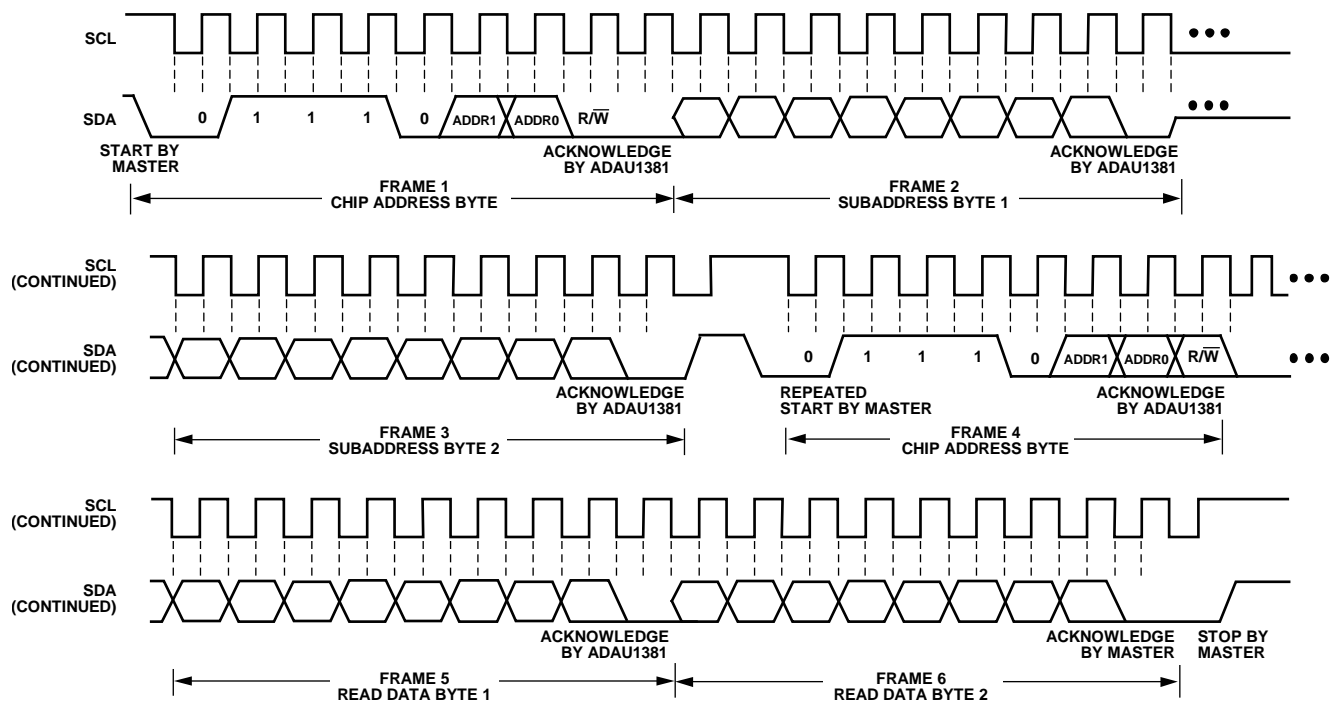 SCL
SDA
0 1 1 1 0 ADDR1 ADDR0 R/W̅
START BY
MASTER
ACKNOWLEDGE
BY ADAU1381
ACKNOWLEDGE
BY ADAU1381
FRAME 1
CHIP ADDRESS BYTE
FRAME 2
SUBADDRESS BYTE 1
SCL
(CONTINUED)
SDA
(CONTINUED)
0 1 1 1 0 ADDR1 ADDR0 R/W̅
ACKNOWLEDGE
BY ADAU1381
REPEATED
START BY MASTER
ACKNOWLEDGE
BY ADAU1381
FRAME 3
SUBADDRESS BYTE 2
FRAME 4
CHIP ADDRESS BYTE
SCL
(CONTINUED)
SDA
(CONTINUED)
ACKNOWLEDGE
BY ADAU1381
ACKNOWLEDGE
BY MASTER
STOP BY
MASTER
FRAME 5
READ DATA BYTE 1
FRAME 6
READ DATA BYTE 2